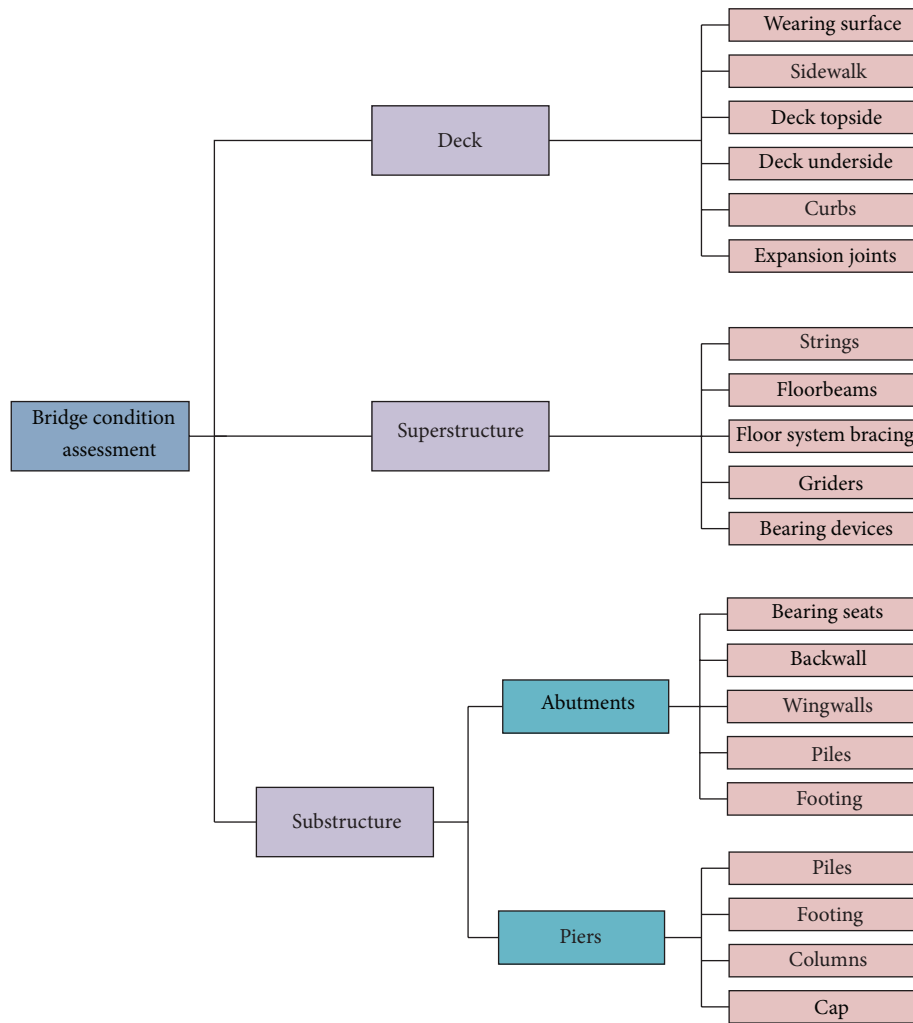 Bridge condition
assessment
Deck
Wearing surface
Sidewalk
Deck topside
Deck underside
Curbs
Expansion joints
Superstructure
Strings
Floorbeams
Floor system bracing
Griders
Bearing devices
Substructure
Abutments
Bearing seats
Backwall
Wingwalls
Piles
Footing
Piers
Piles
Footing
Columns
Cap